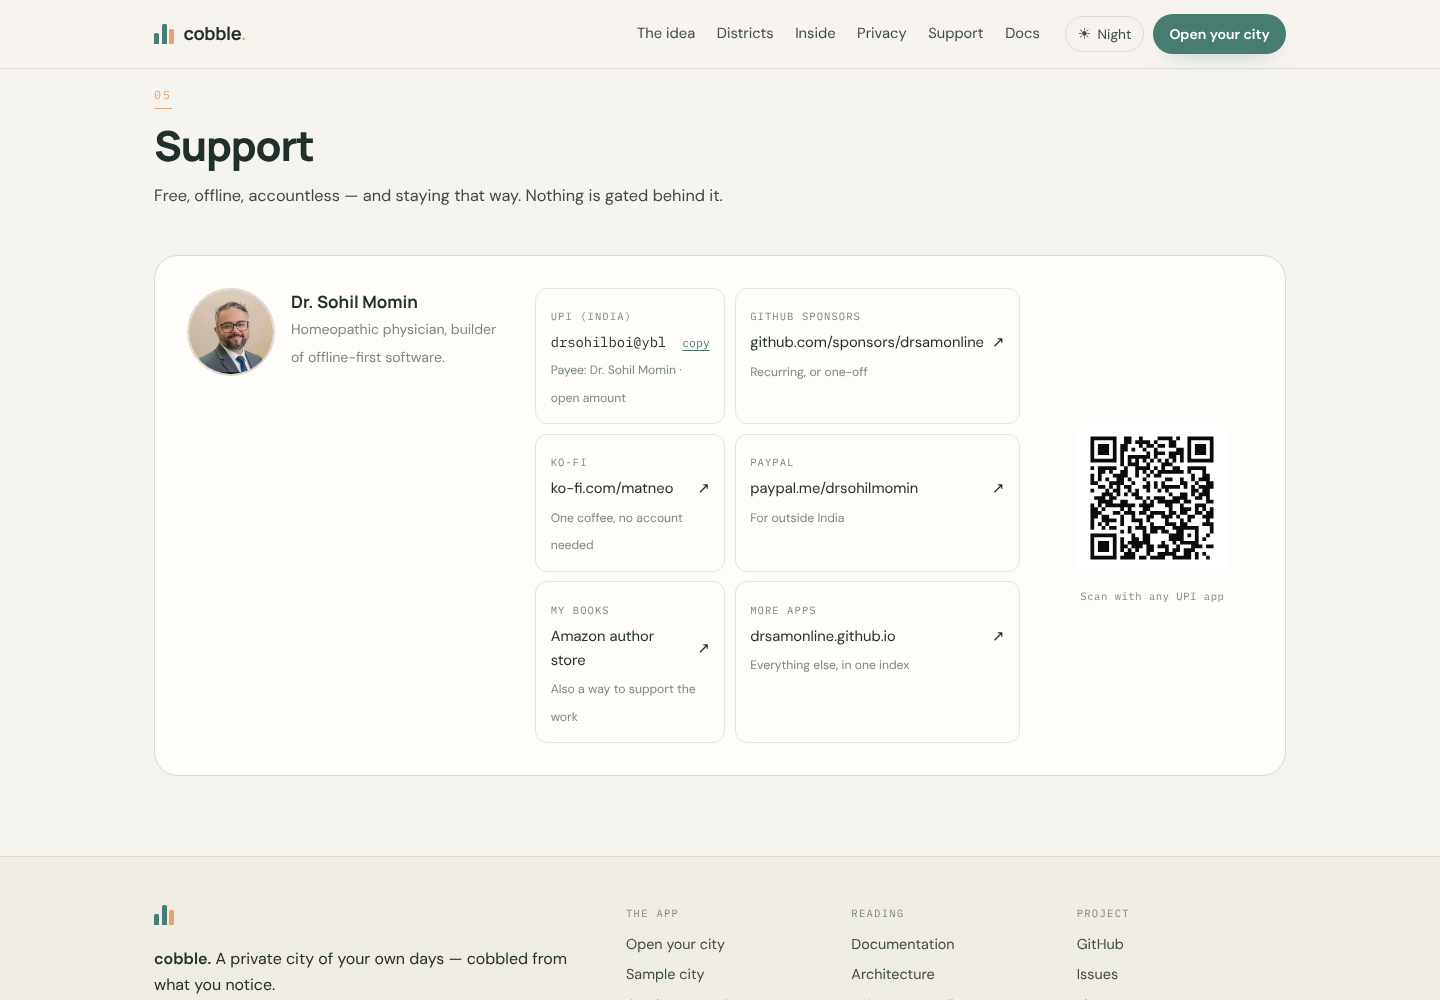 cobble.
The idea
Districts
Inside
Privacy
Support
Docs
☀ Night
Open your city
05
Support
Free, offline, accountless — and staying that way. Nothing is gated behind it.
Dr. Sohil Momin
Homeopathic physician, builder
of offline-first software.
UPI (INDIA)
drsohilboi@ybl copy
Payee: Dr. Sohil Momin ·
open amount
GITHUB SPONSORS
github.com/sponsors/drsamonline ↗
Recurring, or one-off
KO-FI
ko-fi.com/matneo ↗
One coffee, no account
needed
PAYPAL
paypal.me/drsohilmomin ↗
For outside India
MY BOOKS
Amazon author
store ↗
Also a way to support the
work
MORE APPS
drsamonline.github.io ↗
Everything else, in one index
Scan with any UPI app
cobble. A private city of your own days — cobbled from
what you notice.
THE APP
Open your city
Sample city
READING
Documentation
Architecture
PROJECT
GitHub
Issues